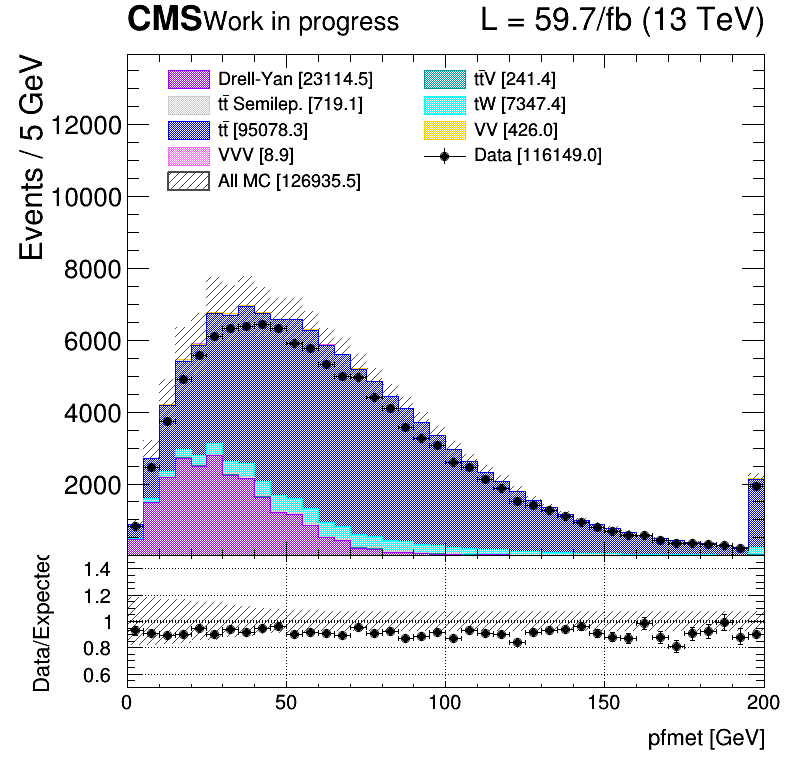 CMS Work in progress L = 59.7/fb (13 TeV)
Events / 5 GeV
Drell-Yan [23114.5]
tt̄ Semilep. [719.1]
tt̄ [95078.3]
VVV [8.9]
All MC [126935.5]
tt̄V [241.4]
tW [7347.4]
VV [426.0]
Data [116149.0]
12000
10000
8000
6000
4000
2000
Data/Expected
1.4
1.2
1
0.8
0.6
0 50 100 150 200
pfmet [GeV]